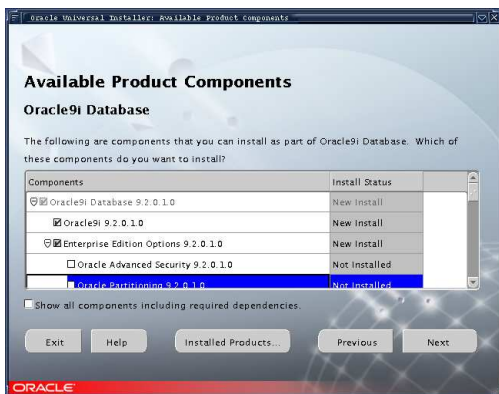 Oracle Universal Installer: Available Product Components
Available Product Components
Oracle9i Database
The following are components that you can install as part of Oracle9i Database. Which of
these components do you want to install?
Components Install Status
Oracle9i Database 9.2.0.1.0 New Install
Oracle9i 9.2.0.1.0 New Install
Enterprise Edition Options 9.2.0.1.0 New Install
Oracle Advanced Security 9.2.0.1.0 Not Installed
Oracle Partitioning 9.2.0.1.0 Not Installed
Show all components including required dependencies.
Exit Help Installed Products... Previous Next
ORACLE